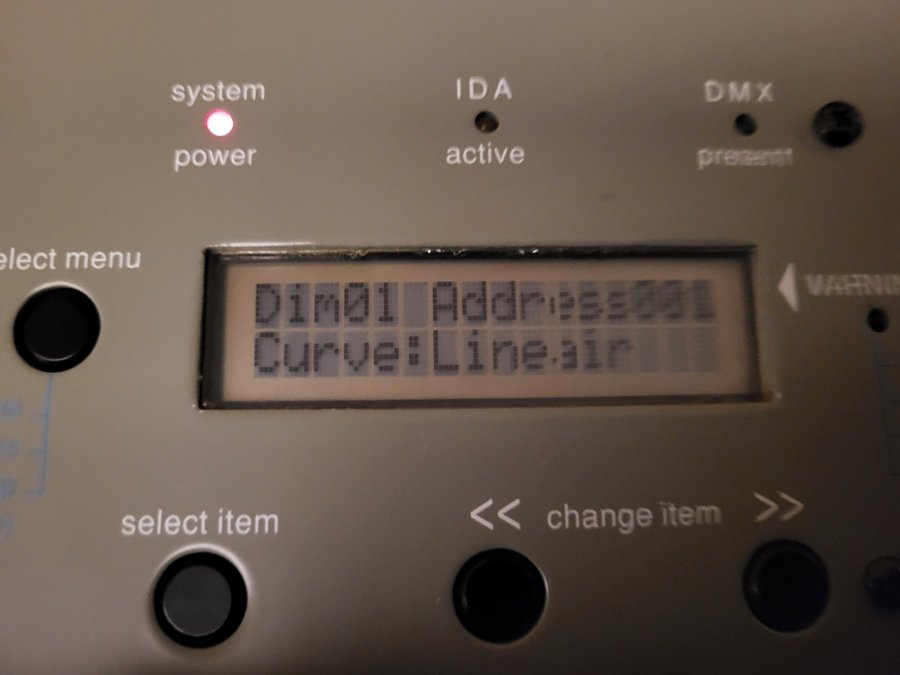 system
IDA
DMX
power
active
present
elect menu
Dim01 Address001
Curve:Lineair
select item
<< change item >>